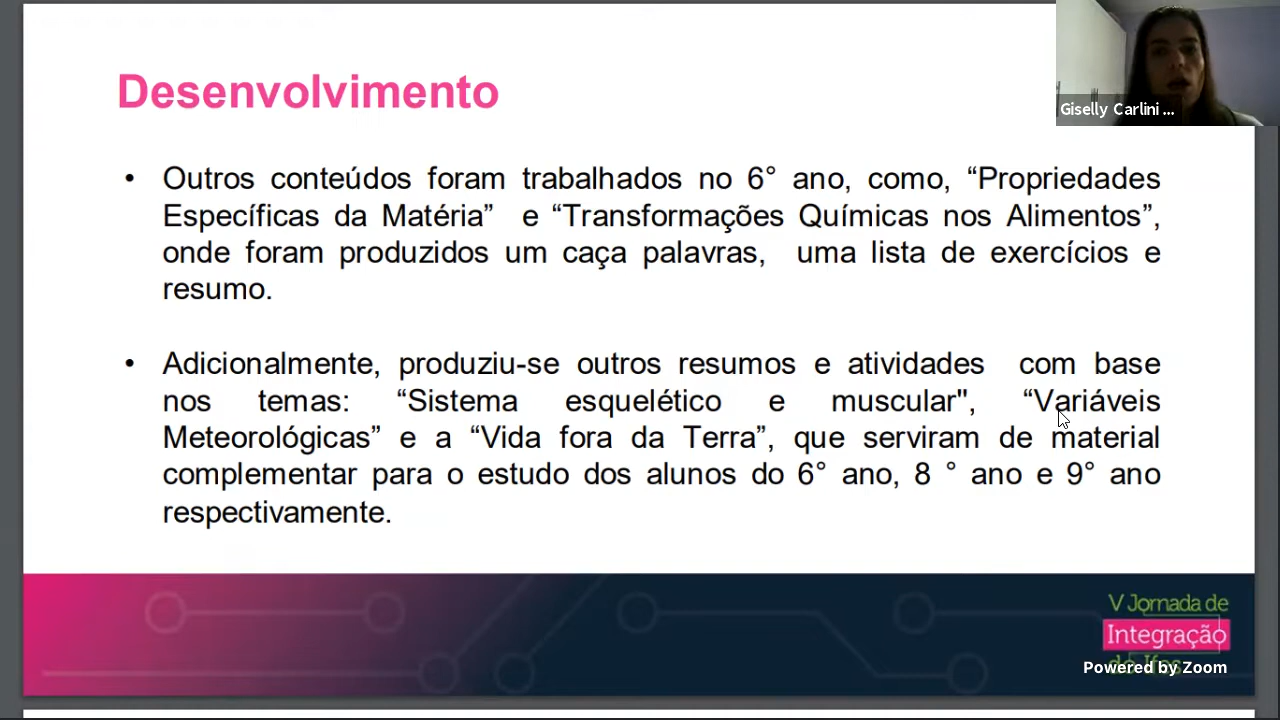 Desenvolvimento
Giselly Carlini ...
• Outros conteúdos foram trabalhados no 6° ano, como, “Propriedades
Específicas da Matéria” e “Transformações Químicas nos Alimentos”,
onde foram produzidos um caça palavras, uma lista de exercícios e
resumo.
• Adicionalmente, produziu-se outros resumos e atividades com base
nos temas: “Sistema esquelético e muscular", “Variáveis
Meteorológicas” e a “Vida fora da Terra”, que serviram de material
complementar para o estudo dos alunos do 6° ano, 8 ° ano e 9° ano
respectivamente.
V Jornada de
Integração
do Ifes
Powered by Zoom